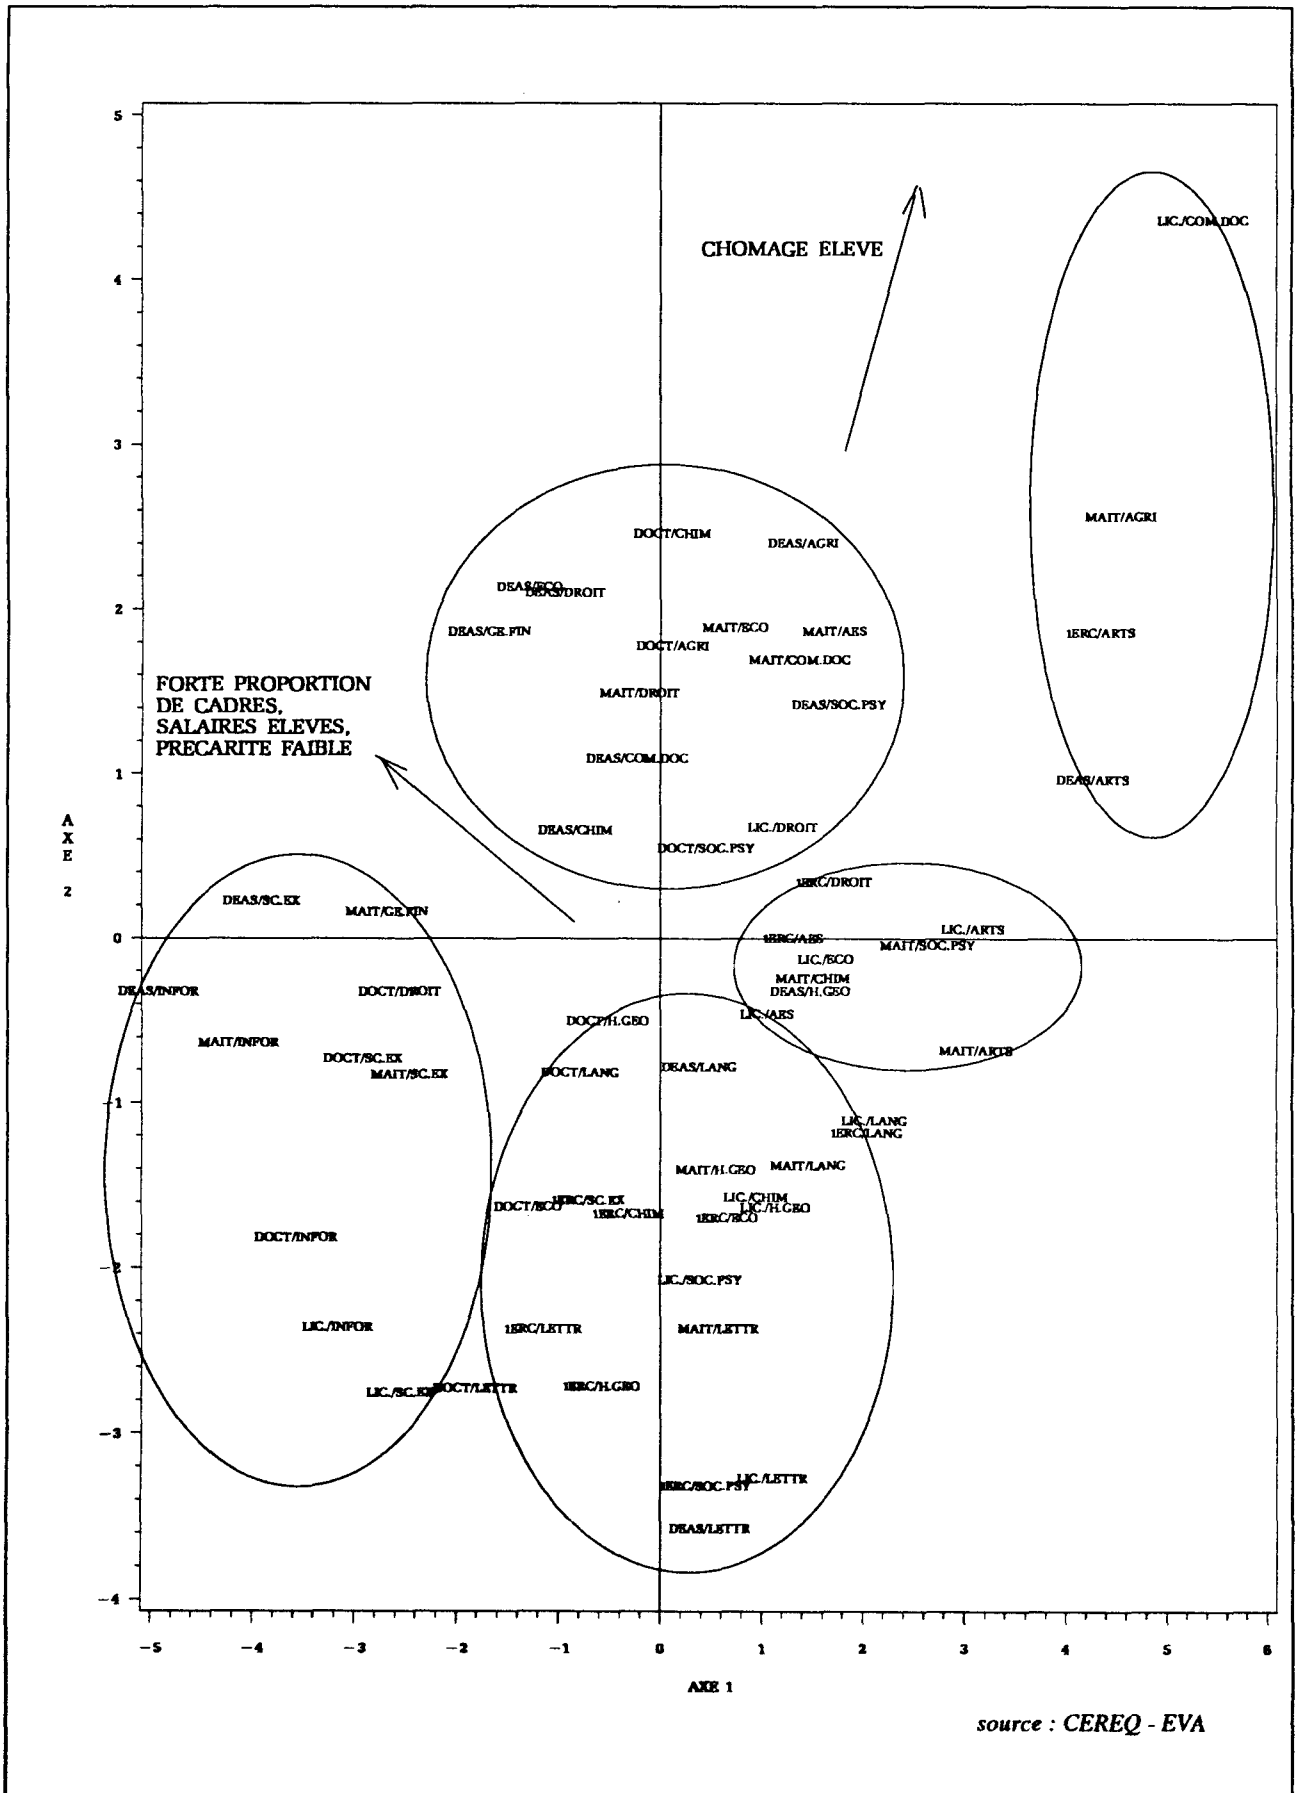 5
LIC./COM.DOC
CHOMAGE ELEVE
4
3
MAIT/AGRI
DOCT/CHIM
DEAS/AGRI
DEAS/ECO
DEAS/DROIT
2
DEAS/GE.FIN
MAIT/ECO
MAIT/AES
1ERC/ARTS
DOCT/AGRI
MAIT/COM.DOC
FORTE PROPORTION
DE CADRES,
SALAIRES ELEVES,
PRECARITE FAIBLE
MAIT/DROIT
DEAS/SOC.PSY
DEAS/COM.DOC
1
DEAS/ARTS
DEAS/CHIM
LIC./DROIT
DOCT/SOC.PSY
A
X
E
2
1ERC/DROIT
DEAS/SC.EX
MAIT/GE.FIN
LIC./ARTS
0
1ERC/AES
MAIT/SOC.PSY
LIC./ECO
MAIT/CHIM
DEAS/INFOR
DOCT/DROIT
DEAS/H.GEO
LIC./AES
DOCT/H.GEO
MAIT/INFOR
MAIT/ARTS
DOCT/SC.EX
DEAS/LANG
MAIT/SC.EX
DOCT/LANG
-1
LIC./LANG
1ERC/LANG
MAIT/H.GEO
MAIT/LANG
LIC./CHIM
1ERC/SC.EX
DOCT/ECO
LIC./H.GEO
1ERC/CHIM
1ERC/ECO
DOCT/INFOR
-2
LIC./SOC.PSY
LIC./INFOR
1ERC/LETTR
MAIT/LETTR
LIC./SC.EX
DOCT/LETTR
1ERC/H.GEO
-3
LIC./LETTR
1ERC/SOC.PSY
DEAS/LETTR
-4
-5 -4 -3 -2 -1 0 1 2 3 4 5 6
AXE 1
source : CEREQ - EVA